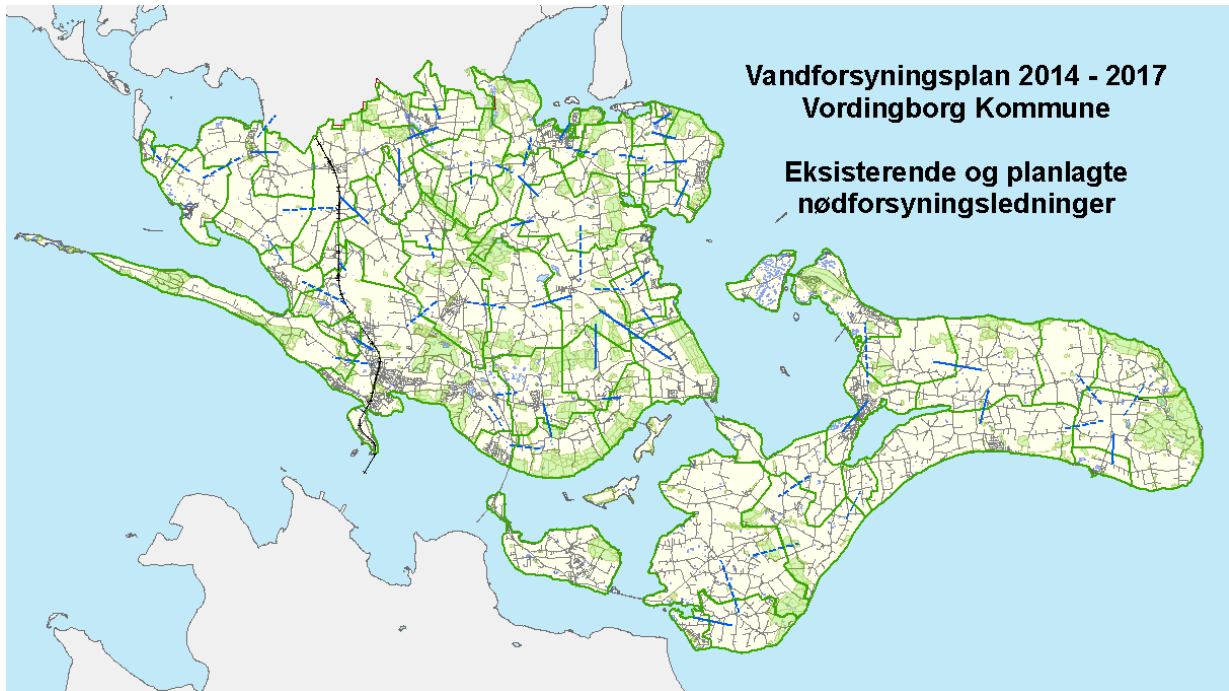 Vandforsyningsplan 2014 - 2017
Vordingborg Kommune
Eksisterende og planlagte
nødforsyningsledninger